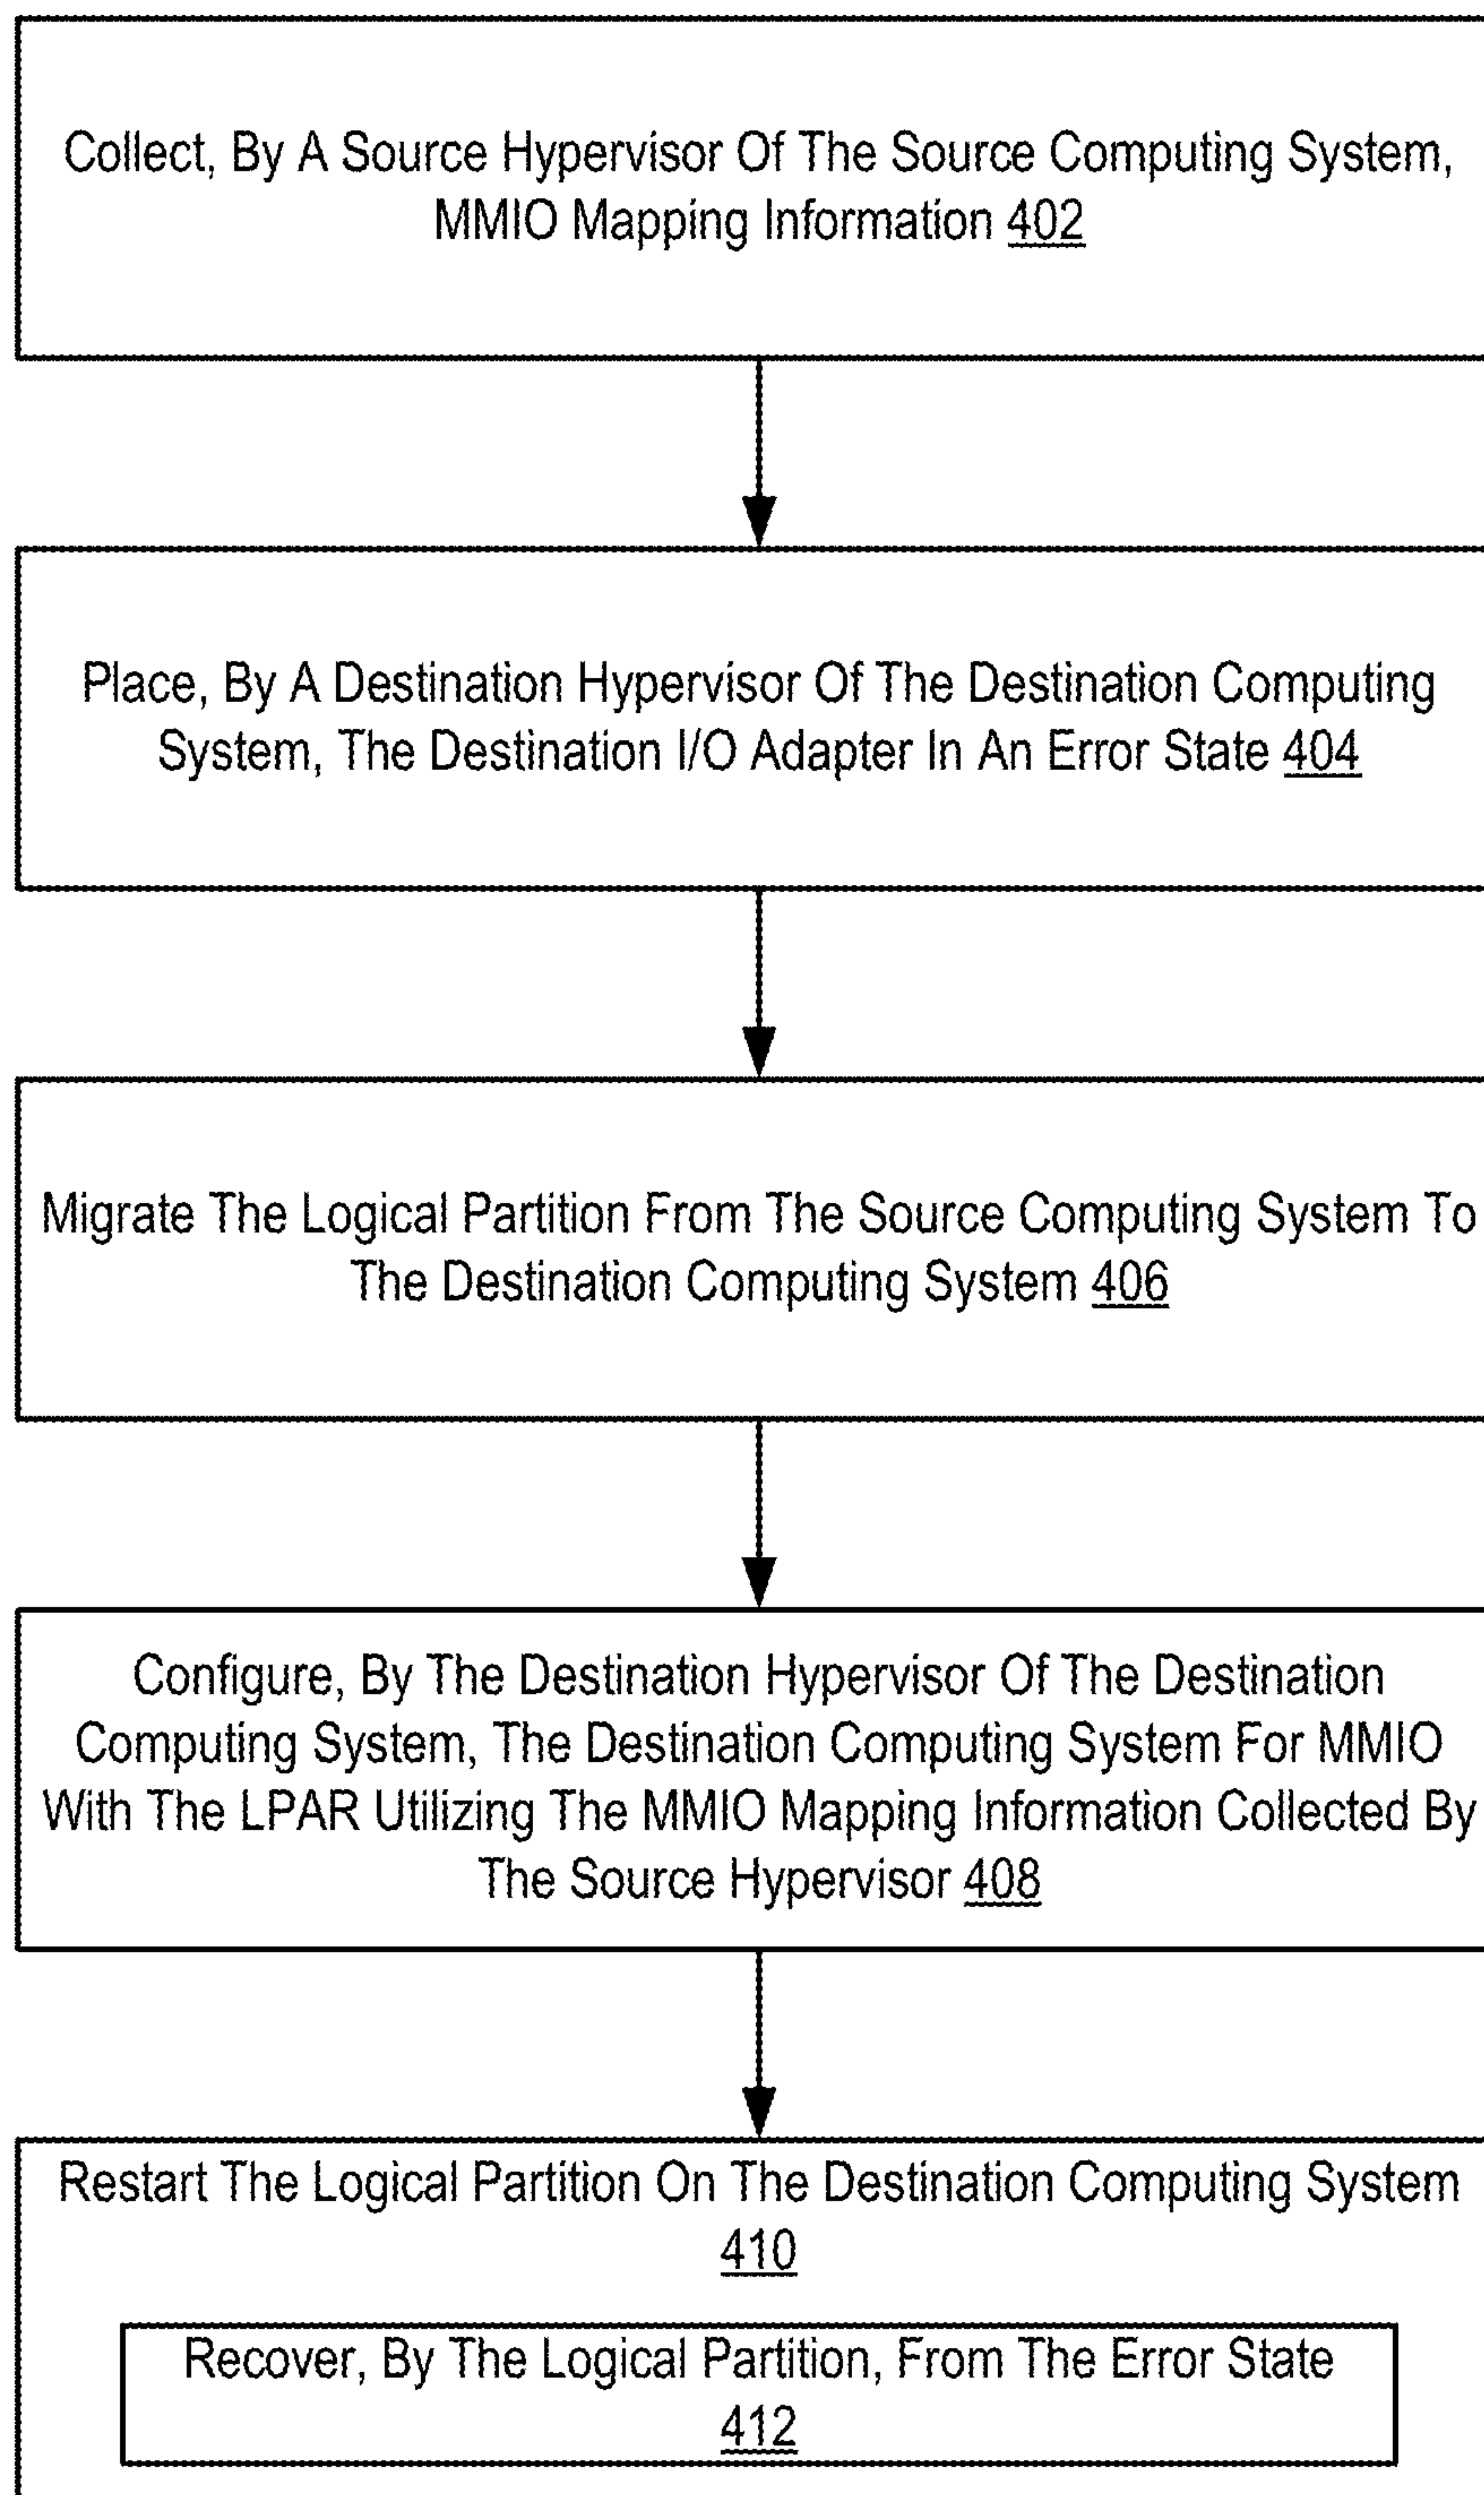 Collect, By A Source Hypervisor Of The Source Computing System,
MMIO Mapping Information 402
Place, By A Destination Hypervisor Of The Destination Computing
System, The Destination I/O Adapter In An Error State 404
Migrate The Logical Partition From The Source Computing System To
The Destination Computing System 406
Configure, By The Destination Hypervisor Of The Destination
Computing System, The Destination Computing System For MMIO
With The LPAR Utilizing The MMIO Mapping Information Collected By
The Source Hypervisor 408
Restart The Logical Partition On The Destination Computing System
410
Recover, By The Logical Partition, From The Error State
412